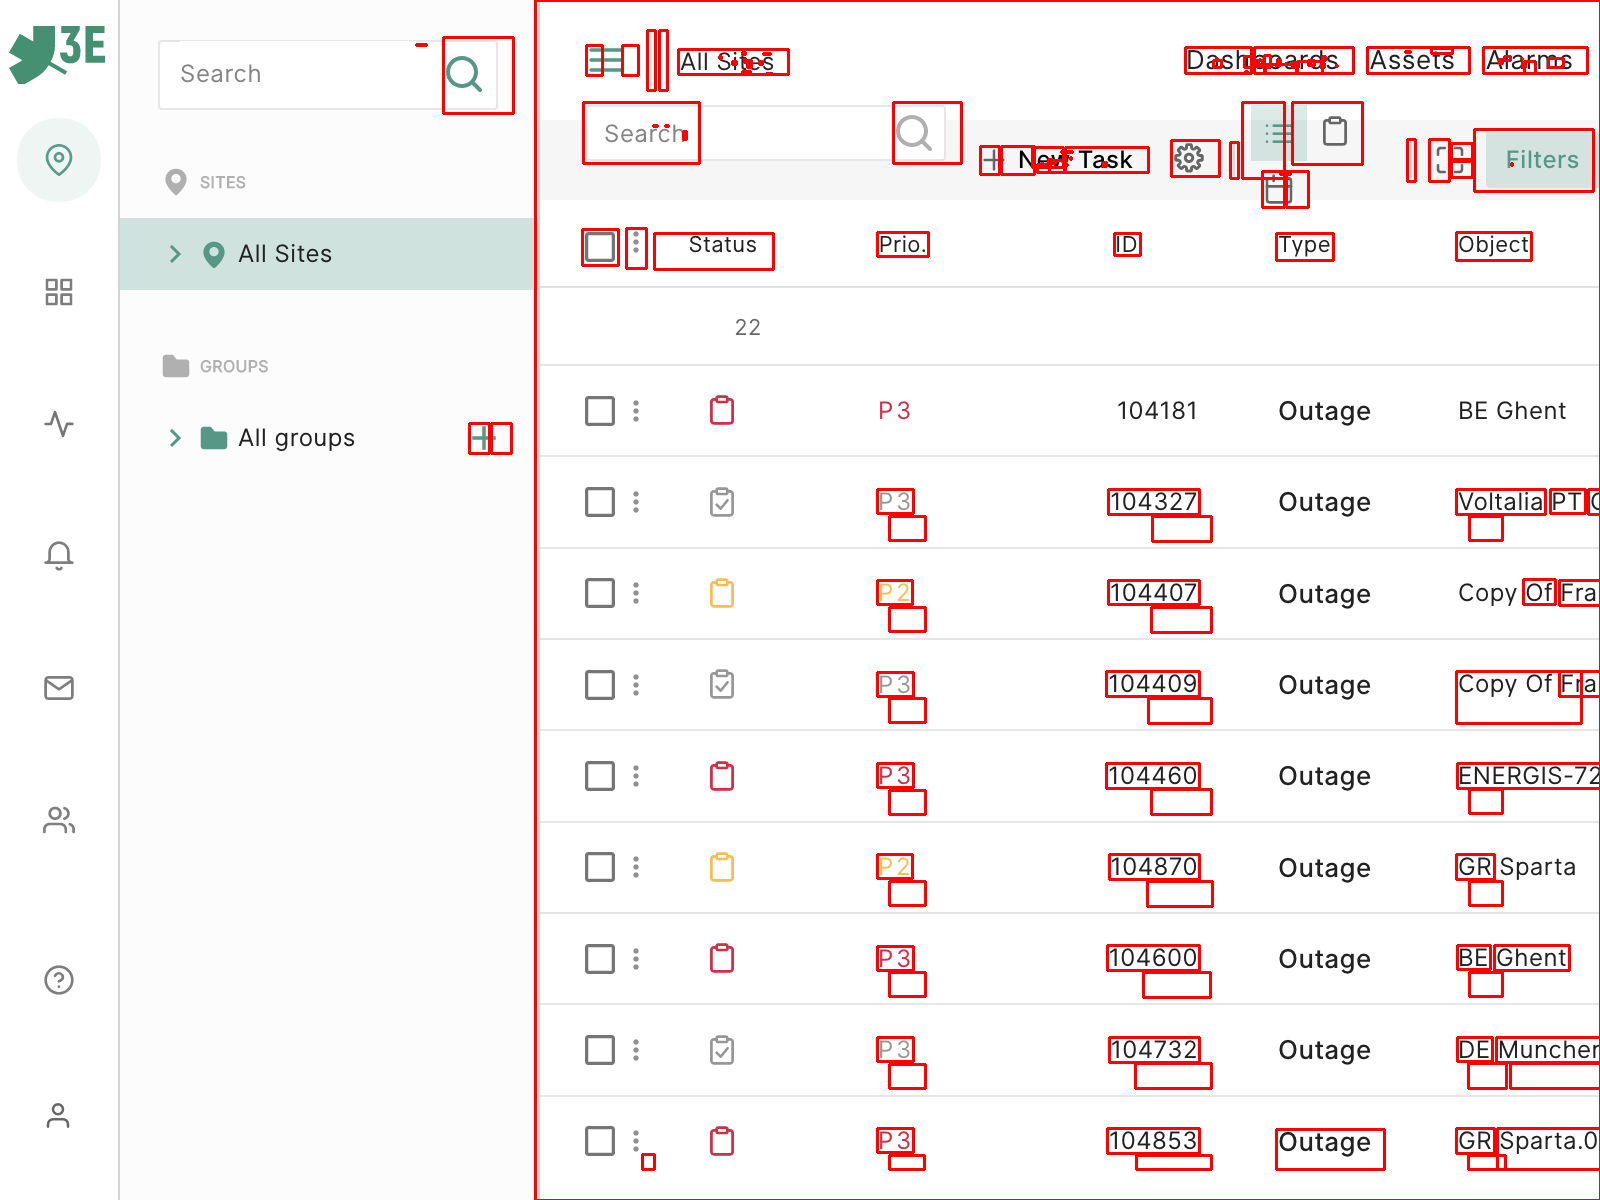 3E
Search
SITES
All Sites
GROUPS
All groups
All Sites
Dashboards Assets Alarms
Search
New Task
Filters
Status Prio. ID Type Object
22
P3 104181 Outage BE Ghent
P3 104327 Outage Voltalia PT
P2 104407 Outage Copy Of Fra
P3 104409 Outage Copy Of Fra
P3 104460 Outage ENERGIS-72
P2 104870 Outage GR Sparta
P3 104600 Outage BE Ghent
P3 104732 Outage DE Munchen
P3 104853 Outage GR Sparta.0